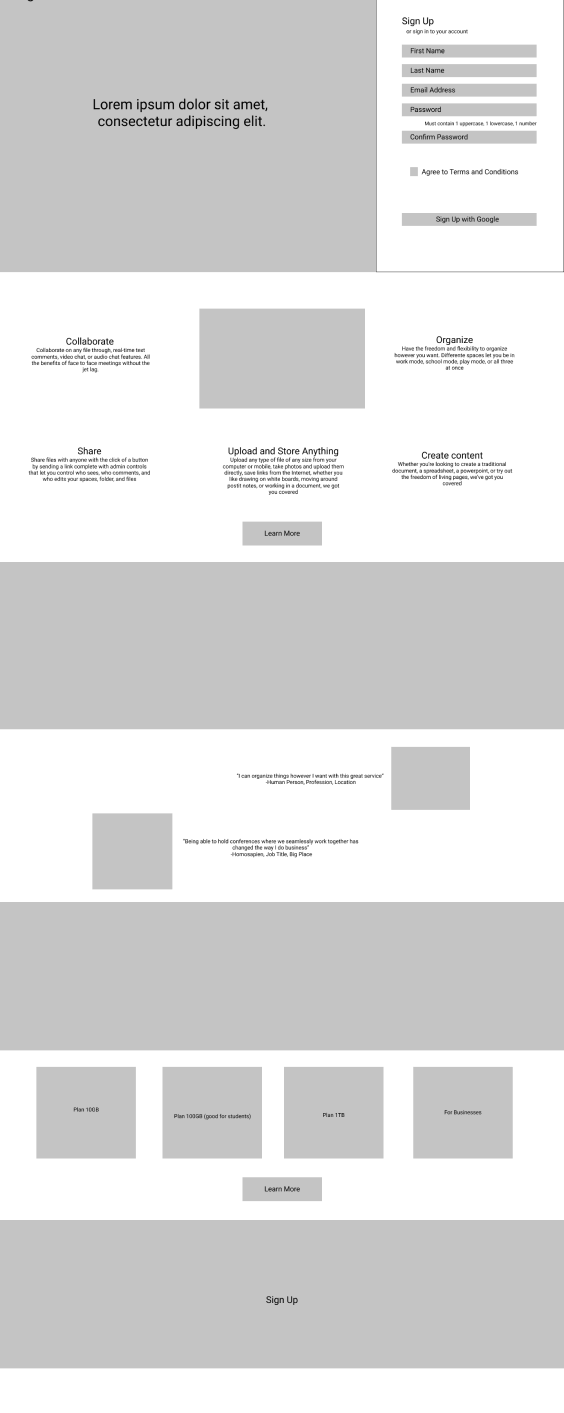 Lorem ipsum dolor sit amet,
consectetur adipiscing elit.
Sign Up
or sign in to your account
First Name
Last Name
Email Address
Password
Must contain 1 uppercase, 1 lowercase, 1 number
Confirm Password
Agree to Terms and Conditions
Sign Up with Google
Collaborate
Collaborate on any file through, real-time text
comments, video chat, or audio chat features. All
the benefits of face to face meetings without the
jet lag.
Organize
Have the freedom and flexibility to organize
however you want. Differente spaces let you be in
work mode, school mode, play mode, or all three
at once
Share
Share files with anyone with the click of a button
by sending a link complete with admin controls
that let you control who sees, who comments, and
who edits your spaces, folder, and files
Upload and Store Anything
Upload any type of file of any size from your
computer or mobile, take photos and upload them
directly, save links from the Internet, whether you
like drawing on white boards, moving around
postit notes, or working in a document, we got
you covered
Create content
Whether you're looking to create a traditional
document, a spreadsheet, a powerpoint, or try out
the freedom of living pages, we've got you
covered
Learn More
"I can organize things however I want with this great service"
-Human Person, Profession, Location
"Being able to hold conferences where we seamlessly work together has
changed the way I do business"
-Homosapien, Job Title, Big Place
Plan 10GB
Plan 100GB (good for students)
Plan 1TB
For Businesses
Learn More
Sign Up